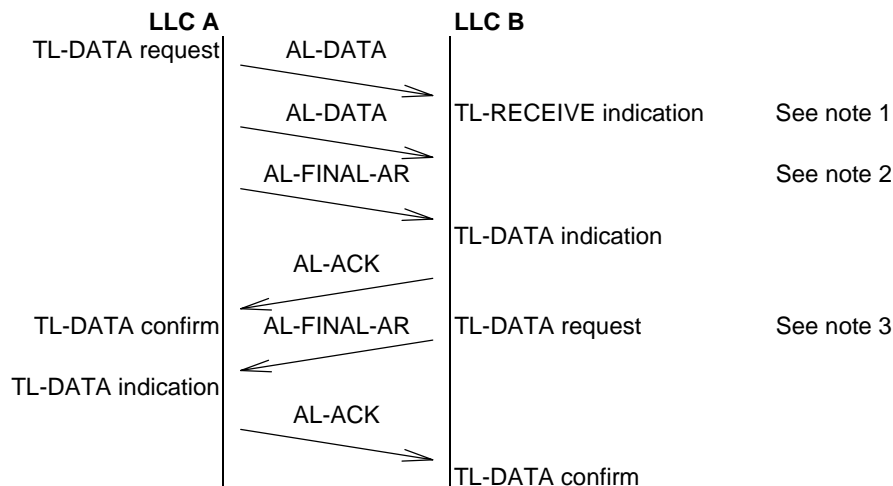 LLC A LLC B
TL-DATA request AL-DATA
AL-DATA TL-RECEIVE indication See note 1
AL-FINAL-AR See note 2
TL-DATA indication
AL-ACK
TL-DATA confirm AL-FINAL-AR TL-DATA request See note 3
TL-DATA indication
AL-ACK
TL-DATA confirm